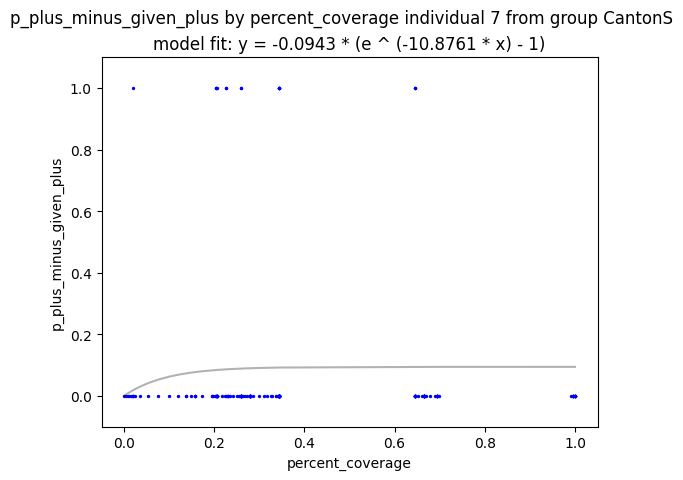 p_plus_minus_given_plus by percent_coverage individual 7 from group CantonS
model fit: y = -0.0943 * (e ^ (-10.8761 * x) - 1)
1.0
0.8
0.6
0.4
0.2
0.0
p_plus_minus_given_plus
0.0 0.2 0.4 0.6 0.8 1.0
percent_coverage